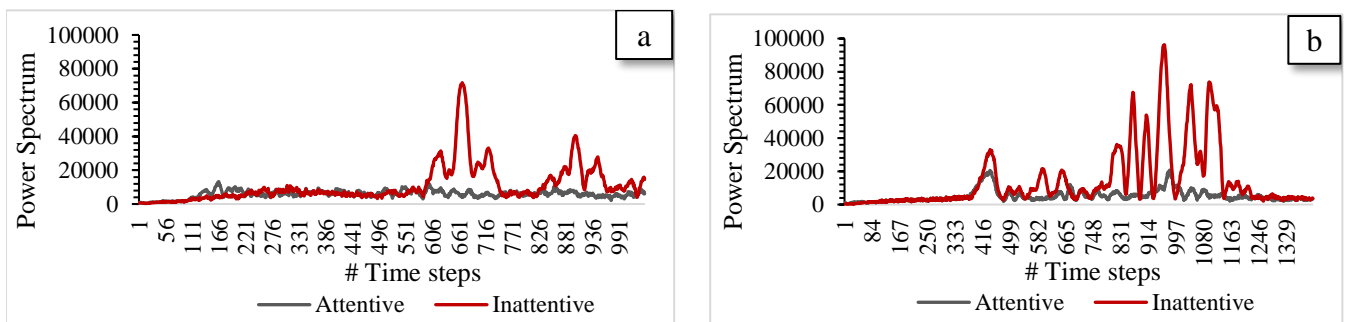 a
100000
80000
60000
40000
20000
0
Power Spectrum
1 56 111 166 221 276 331 386 441 496 551 606 661 716 771 826 881 936 991
# Time steps
Attentive Inattentive
b
100000
80000
60000
40000
20000
0
Power Spectrum
1 84 167 250 333 416 499 582 665 748 831 914 997 1080 1163 1246 1329
# Time steps
Attentive Inattentive